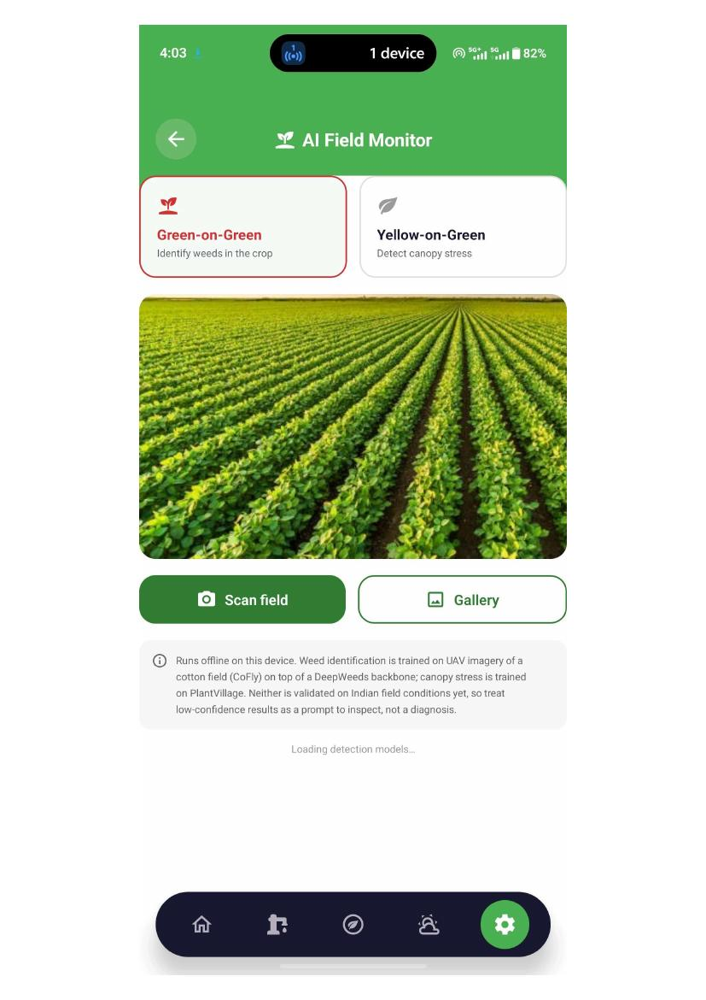 4:03
1
1 device
5G+
5G
82%
AI Field Monitor
Green-on-Green
Identify weeds in the crop
Yellow-on-Green
Detect canopy stress
Scan field
Gallery
Runs offline on this device. Weed identification is trained on UAV imagery of a
cotton field (CoFly) on top of a DeepWeeds backbone; canopy stress is trained
on PlantVillage. Neither is validated on Indian field conditions yet, so treat
low-confidence results as a prompt to inspect, not a diagnosis.
Loading detection models...